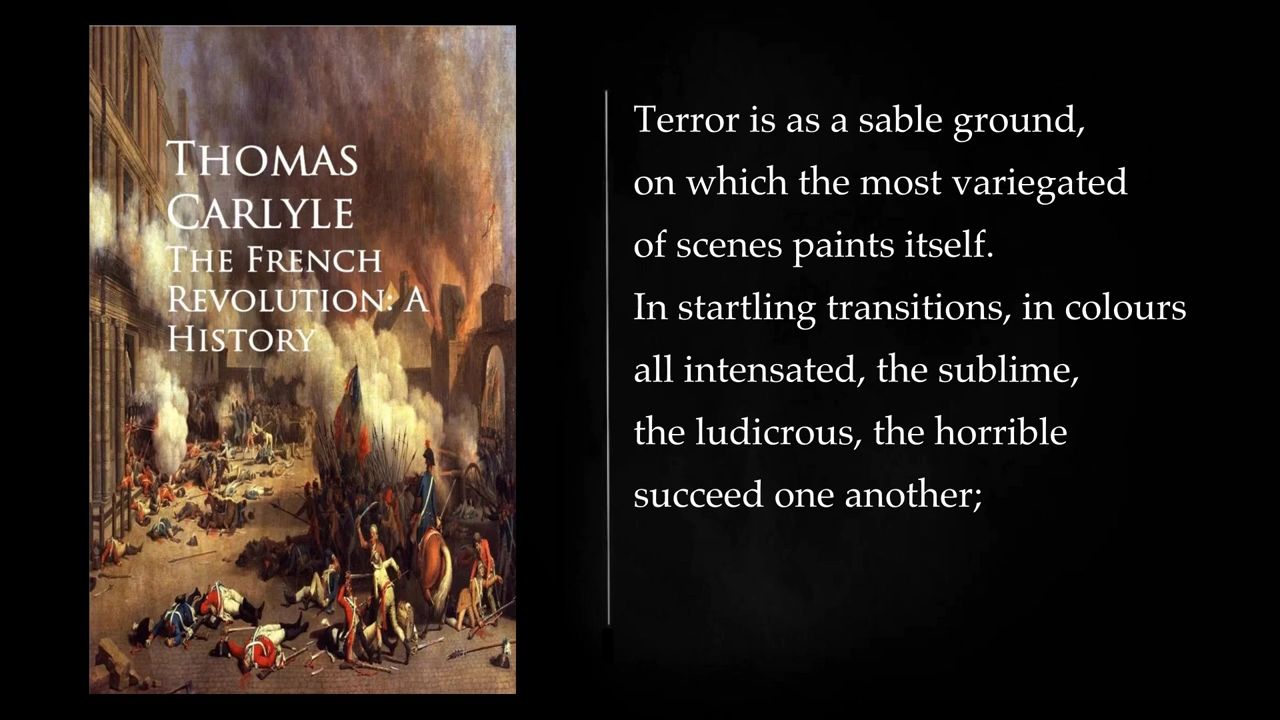 THOMAS
CARLYLE
THE FRENCH
REVOLUTION: A
HISTORY
Terror is as a sable ground,
on which the most variegated
of scenes paints itself.
In startling transitions, in colours
all intensated, the sublime,
the ludicrous, the horrible
succeed one another;